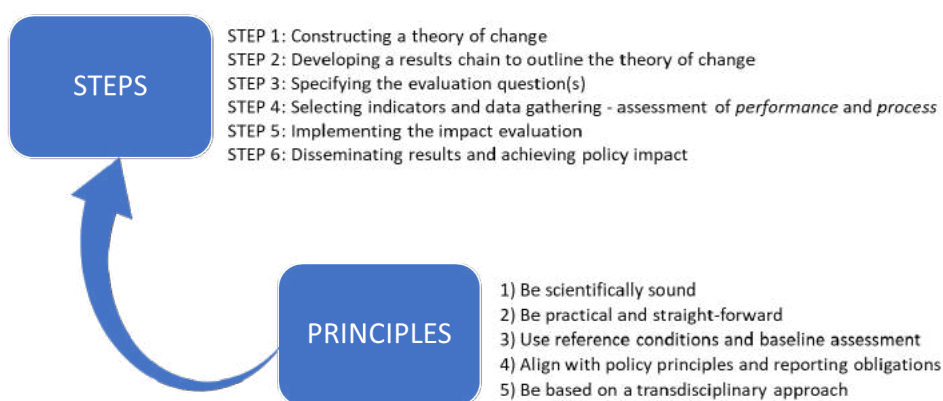 STEPS
STEP 1: Constructing a theory of change
STEP 2: Developing a results chain to outline the theory of change
STEP 3: Specifying the evaluation question(s)
STEP 4: Selecting indicators and data gathering - assessment of performance and process
STEP 5: Implementing the impact evaluation
STEP 6: Disseminating results and achieving policy impact
PRINCIPLES
1) Be scientifically sound
2) Be practical and straight-forward
3) Use reference conditions and baseline assessment
4) Align with policy principles and reporting obligations
5) Be based on a transdisciplinary approach